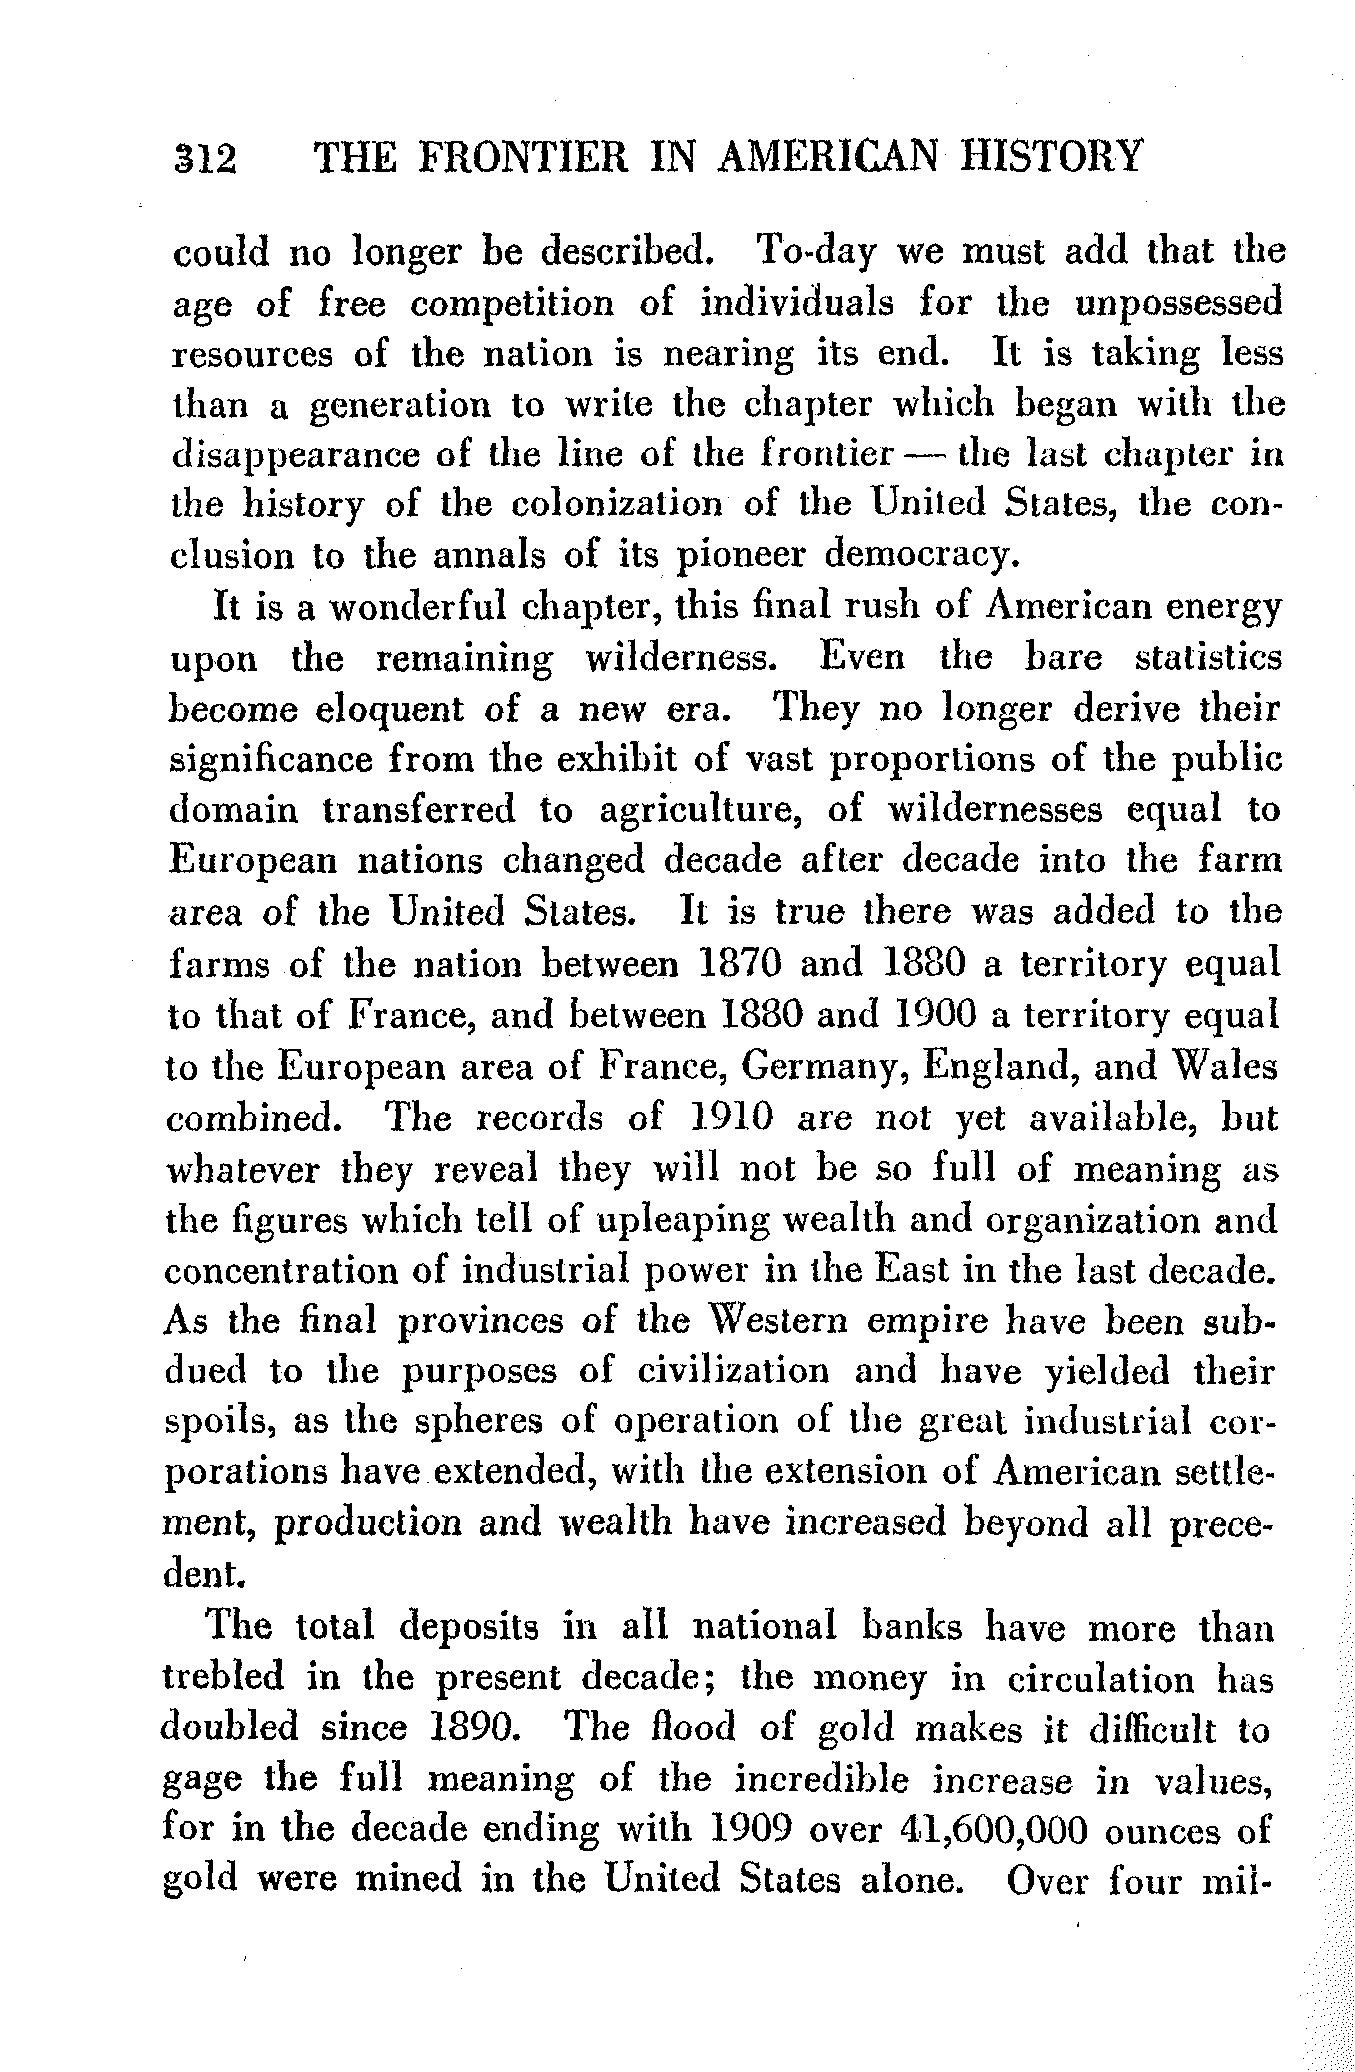 312 THE FRONTIER IN AMERICAN HISTORY
could no longer be described. To-day we must add that the
age of free competition of individuals for the unpossessed
resources of the nation is nearing its end. It is taking less
than a generation to write the chapter which began with the
disappearance of the line of the frontier — the last chapter in
the history of the colonization of the United States, the con-
clusion to the annals of its pioneer democracy.
It is a wonderful chapter, this final rush of American energy
upon the remaining wilderness. Even the bare statistics
become eloquent of a new era. They no longer derive their
significance from the exhibit of vast proportions of the public
domain transferred to agriculture, of wildernesses equal to
European nations changed decade after decade into the farm
area of the United States. It is true there was added to the
farms of the nation between 1870 and 1880 a territory equal
to that of France, and between 1880 and 1900 a territory equal
to the European area of France, Germany, England, and Wales
combined. The records of 1910 are not yet available, but
whatever they reveal they will not be so full of meaning as
the figures which tell of upleaping wealth and organization and
concentration of industrial power in the East in the last decade.
As the final provinces of the Western empire have been sub-
dued to the purposes of civilization and have yielded their
spoils, as the spheres of operation of the great industrial cor-
porations have extended, with the extension of American settle-
ment, production and wealth have increased beyond all prece-
dent.
The total deposits in all national banks have more than
trebled in the present decade; the money in circulation has
doubled since 1890. The flood of gold makes it difficult to
gage the full meaning of the incredible increase in values,
for in the decade ending with 1909 over 41,600,000 ounces of
gold were mined in the United States alone. Over four mil-